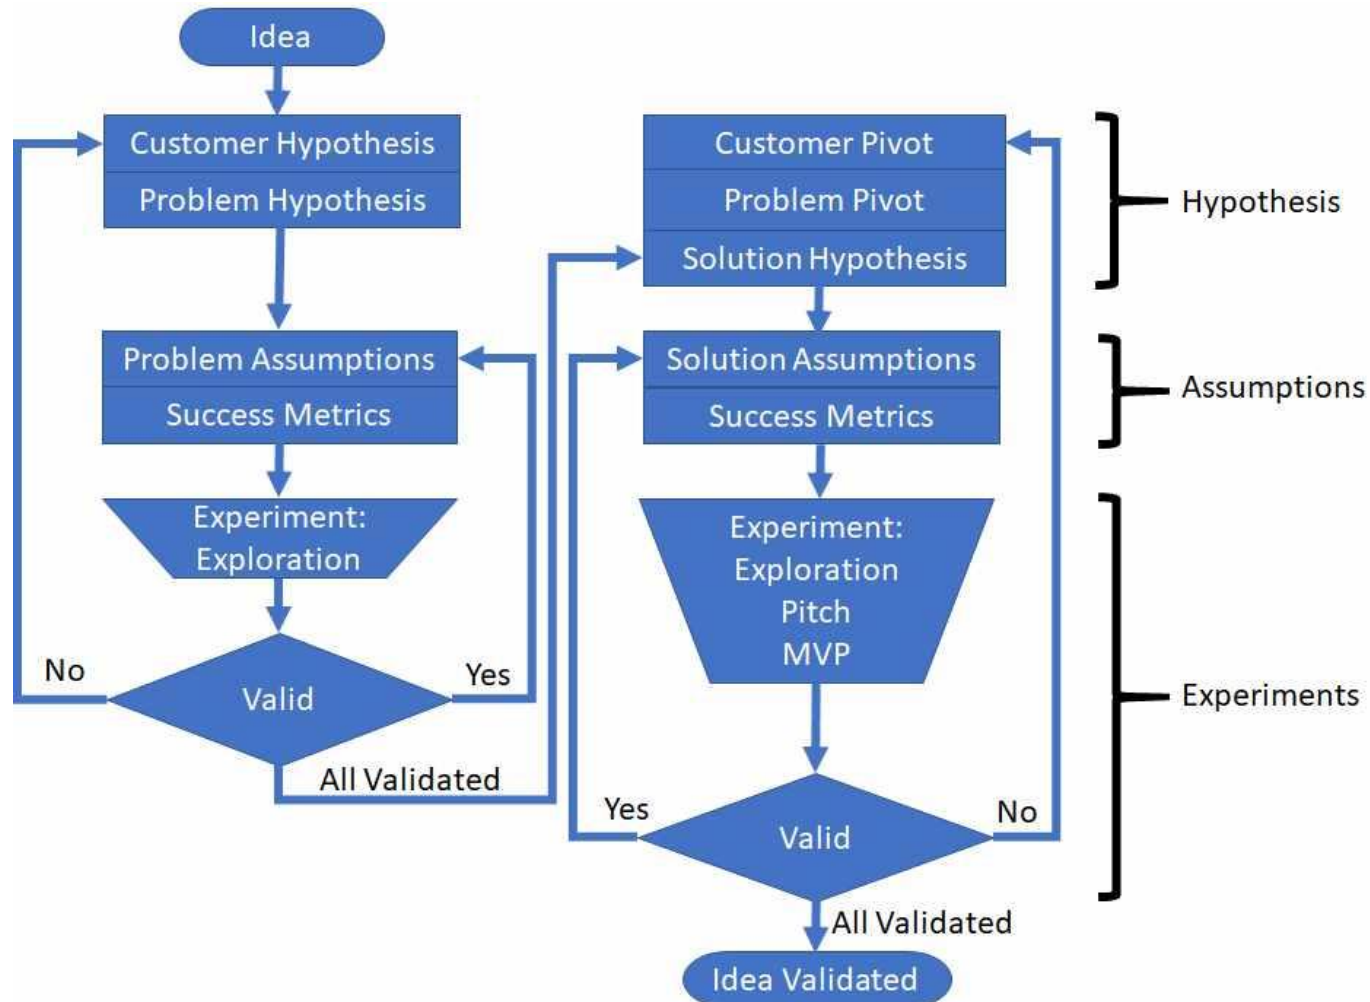 Idea
Customer Hypothesis
Problem Hypothesis
Problem Assumptions
Success Metrics
Experiment:
Exploration
Valid
No
Yes
All Validated
Customer Pivot
Problem Pivot
Solution Hypothesis
Solution Assumptions
Success Metrics
Experiment:
Exploration
Pitch
MVP
Valid
Yes
No
All Validated
Idea Validated
Hypothesis
Assumptions
Experiments